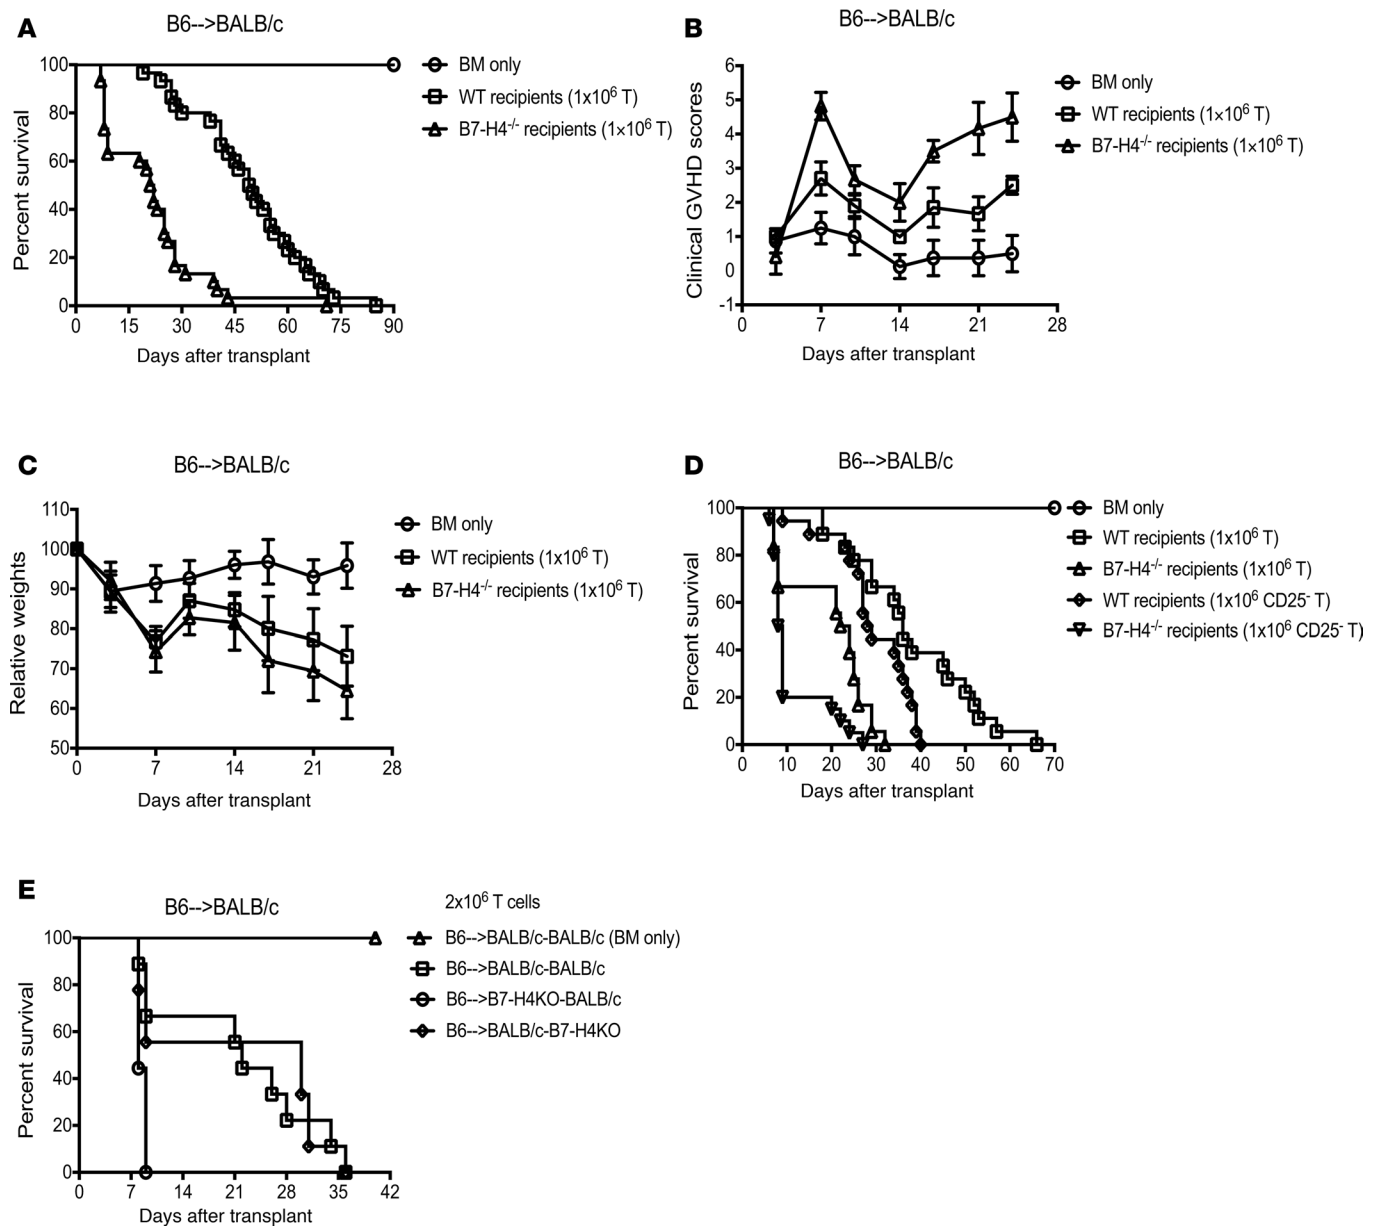 A
B6-->BALB/c
100
80
60
40
20
0
Percent survival
0 15 30 45 60 75 90
Days after transplant
BM only
WT recipients (1x10⁶ T)
B7-H4⁻/⁻ recipients (1×10⁶ T)
B
B6-->BALB/c
6
5
4
3
2
1
0
-1
Clinical GVHD scores
0 7 14 21 28
Days after transplant
BM only
WT recipients (1×10⁶ T)
B7-H4⁻/⁻ recipients (1×10⁶ T)
C
B6-->BALB/c
110
100
90
80
70
60
50
Relative weights
0 7 14 21 28
Days after transplant
BM only
WT recipients (1x10⁶ T)
B7-H4⁻/⁻ recipients (1x10⁶ T)
D
B6-->BALB/c
100
80
60
40
20
0
Percent survival
0 10 20 30 40 50 60 70
Days after transplant
BM only
WT recipients (1x10⁶ T)
B7-H4⁻/⁻ recipients (1x10⁶ T)
WT recipients (1x10⁶ CD25⁻ T)
B7-H4⁻/⁻ recipients (1x10⁶ CD25⁻ T)
E
B6-->BALB/c
100
80
60
40
20
0
Percent survival
0 7 14 21 28 35 42
Days after transplant
2x10⁶ T cells
B6-->BALB/c-BALB/c (BM only)
B6-->BALB/c-BALB/c
B6-->B7-H4KO-BALB/c
B6-->BALB/c-B7-H4KO